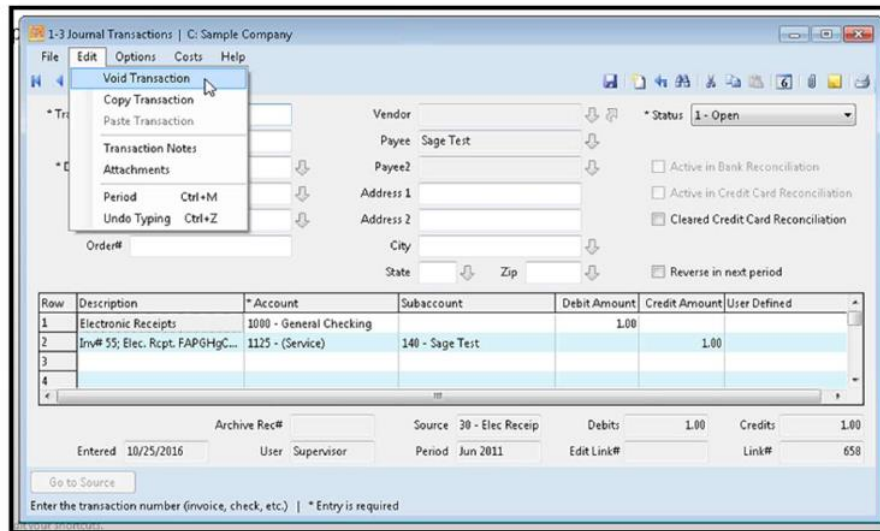 1-3 Journal Transactions | C: Sample Company
File Edit Options Costs Help
Void Transaction
Copy Transaction
Paste Transaction
Transaction Notes
Attachments
Period Ctrl+M
Undo Typing Ctrl+Z
6
Vendor * Status 1 - Open
Payee Sage Test
Payee2 Active in Bank Reconciliation
Address 1 Active in Credit Card Reconciliation
Address 2 Cleared Credit Card Reconciliation
Order# City
State Zip Reverse in next period
Row Description * Account Subaccount Debit Amount Credit Amount User Defined
1 Electronic Receipts 1000 - General Checking 1.00
2 Inv# 55; Elec. Rcpt. FAPGHgC... 1125 - (Service) 140 - Sage Test 1.00
3
4
Archive Rec# Source 30 - Elec Receip Debits 1.00 Credits 1.00
Entered 10/25/2016 User Supervisor Period Jun 2011 Edit Link# Link# 658
Go to Source
Enter the transaction number (invoice, check, etc.) | * Entry is required
your shortcuts.